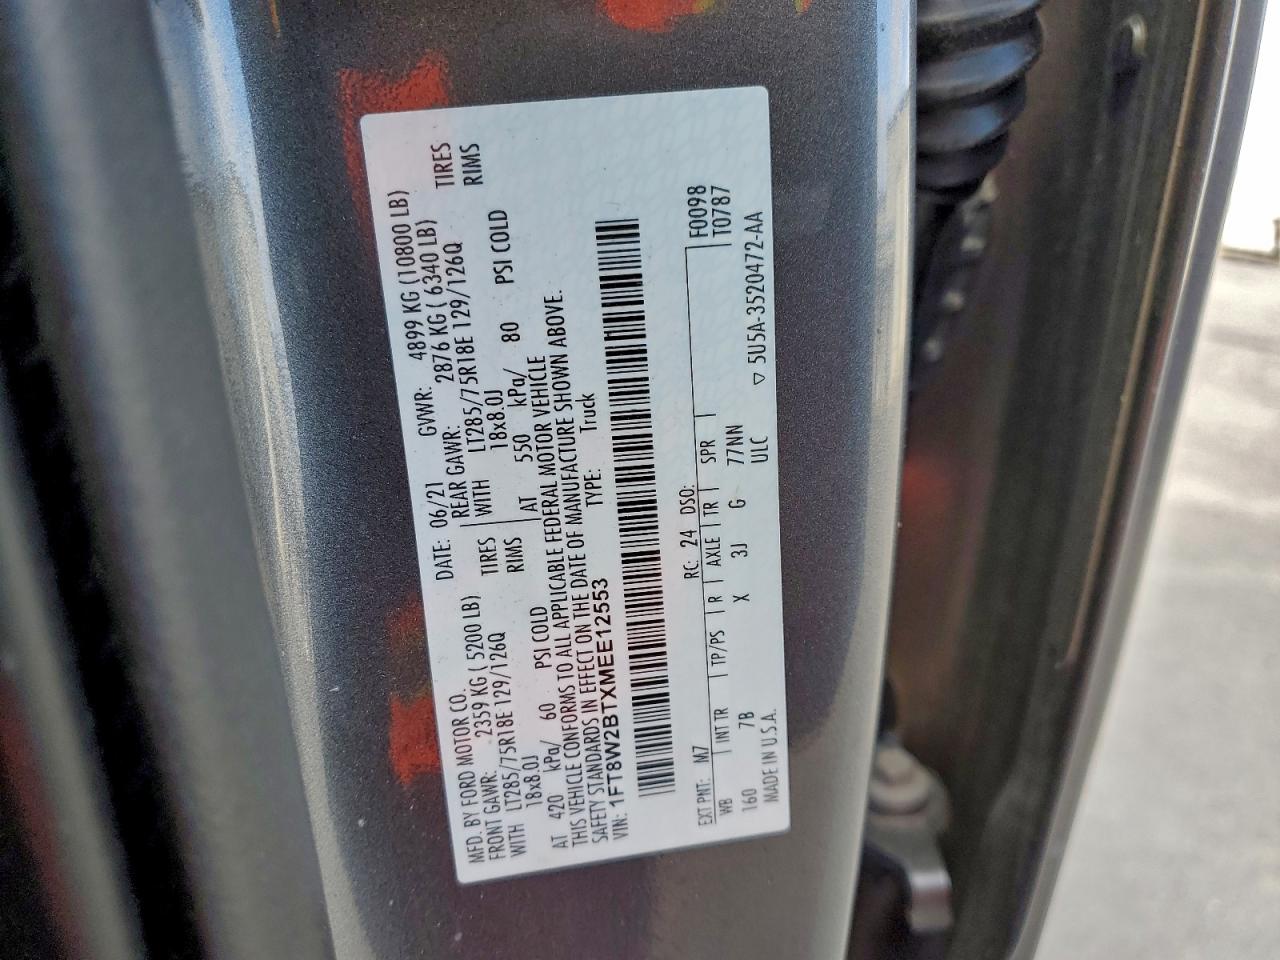 MFD. BY FORD MOTOR CO. DATE: 06/21 GVWR: 4899 KG (10800 LB)
FRONT GAWR: 2359 KG ( 5200 LB) REAR GAWR: 2876 KG ( 6340 LB)
WITH LT285/75R18E 129/126Q TIRES WITH LT285/75R18E 129/126Q TIRES
18x8.0J RIMS 18x8.0J RIMS
AT 420 kPa/ 60 PSI COLD AT 550 kPa/ 80 PSI COLD
THIS VEHICLE CONFORMS TO ALL APPLICABLE FEDERAL MOTOR VEHICLE
SAFETY STANDARDS IN EFFECT ON THE DATE OF MANUFACTURE SHOWN ABOVE.
VIN: 1FT8W2BTXMEE12553 TYPE: Truck
F0098
T0787
EXT PNT: M7 RC: 24 DSO:
WB INT TR TP/PS R AXLE TR SPR
160 7B X 3J G 77NN
MADE IN U.S.A. ULC ▽ 5U5A-3520472-AA